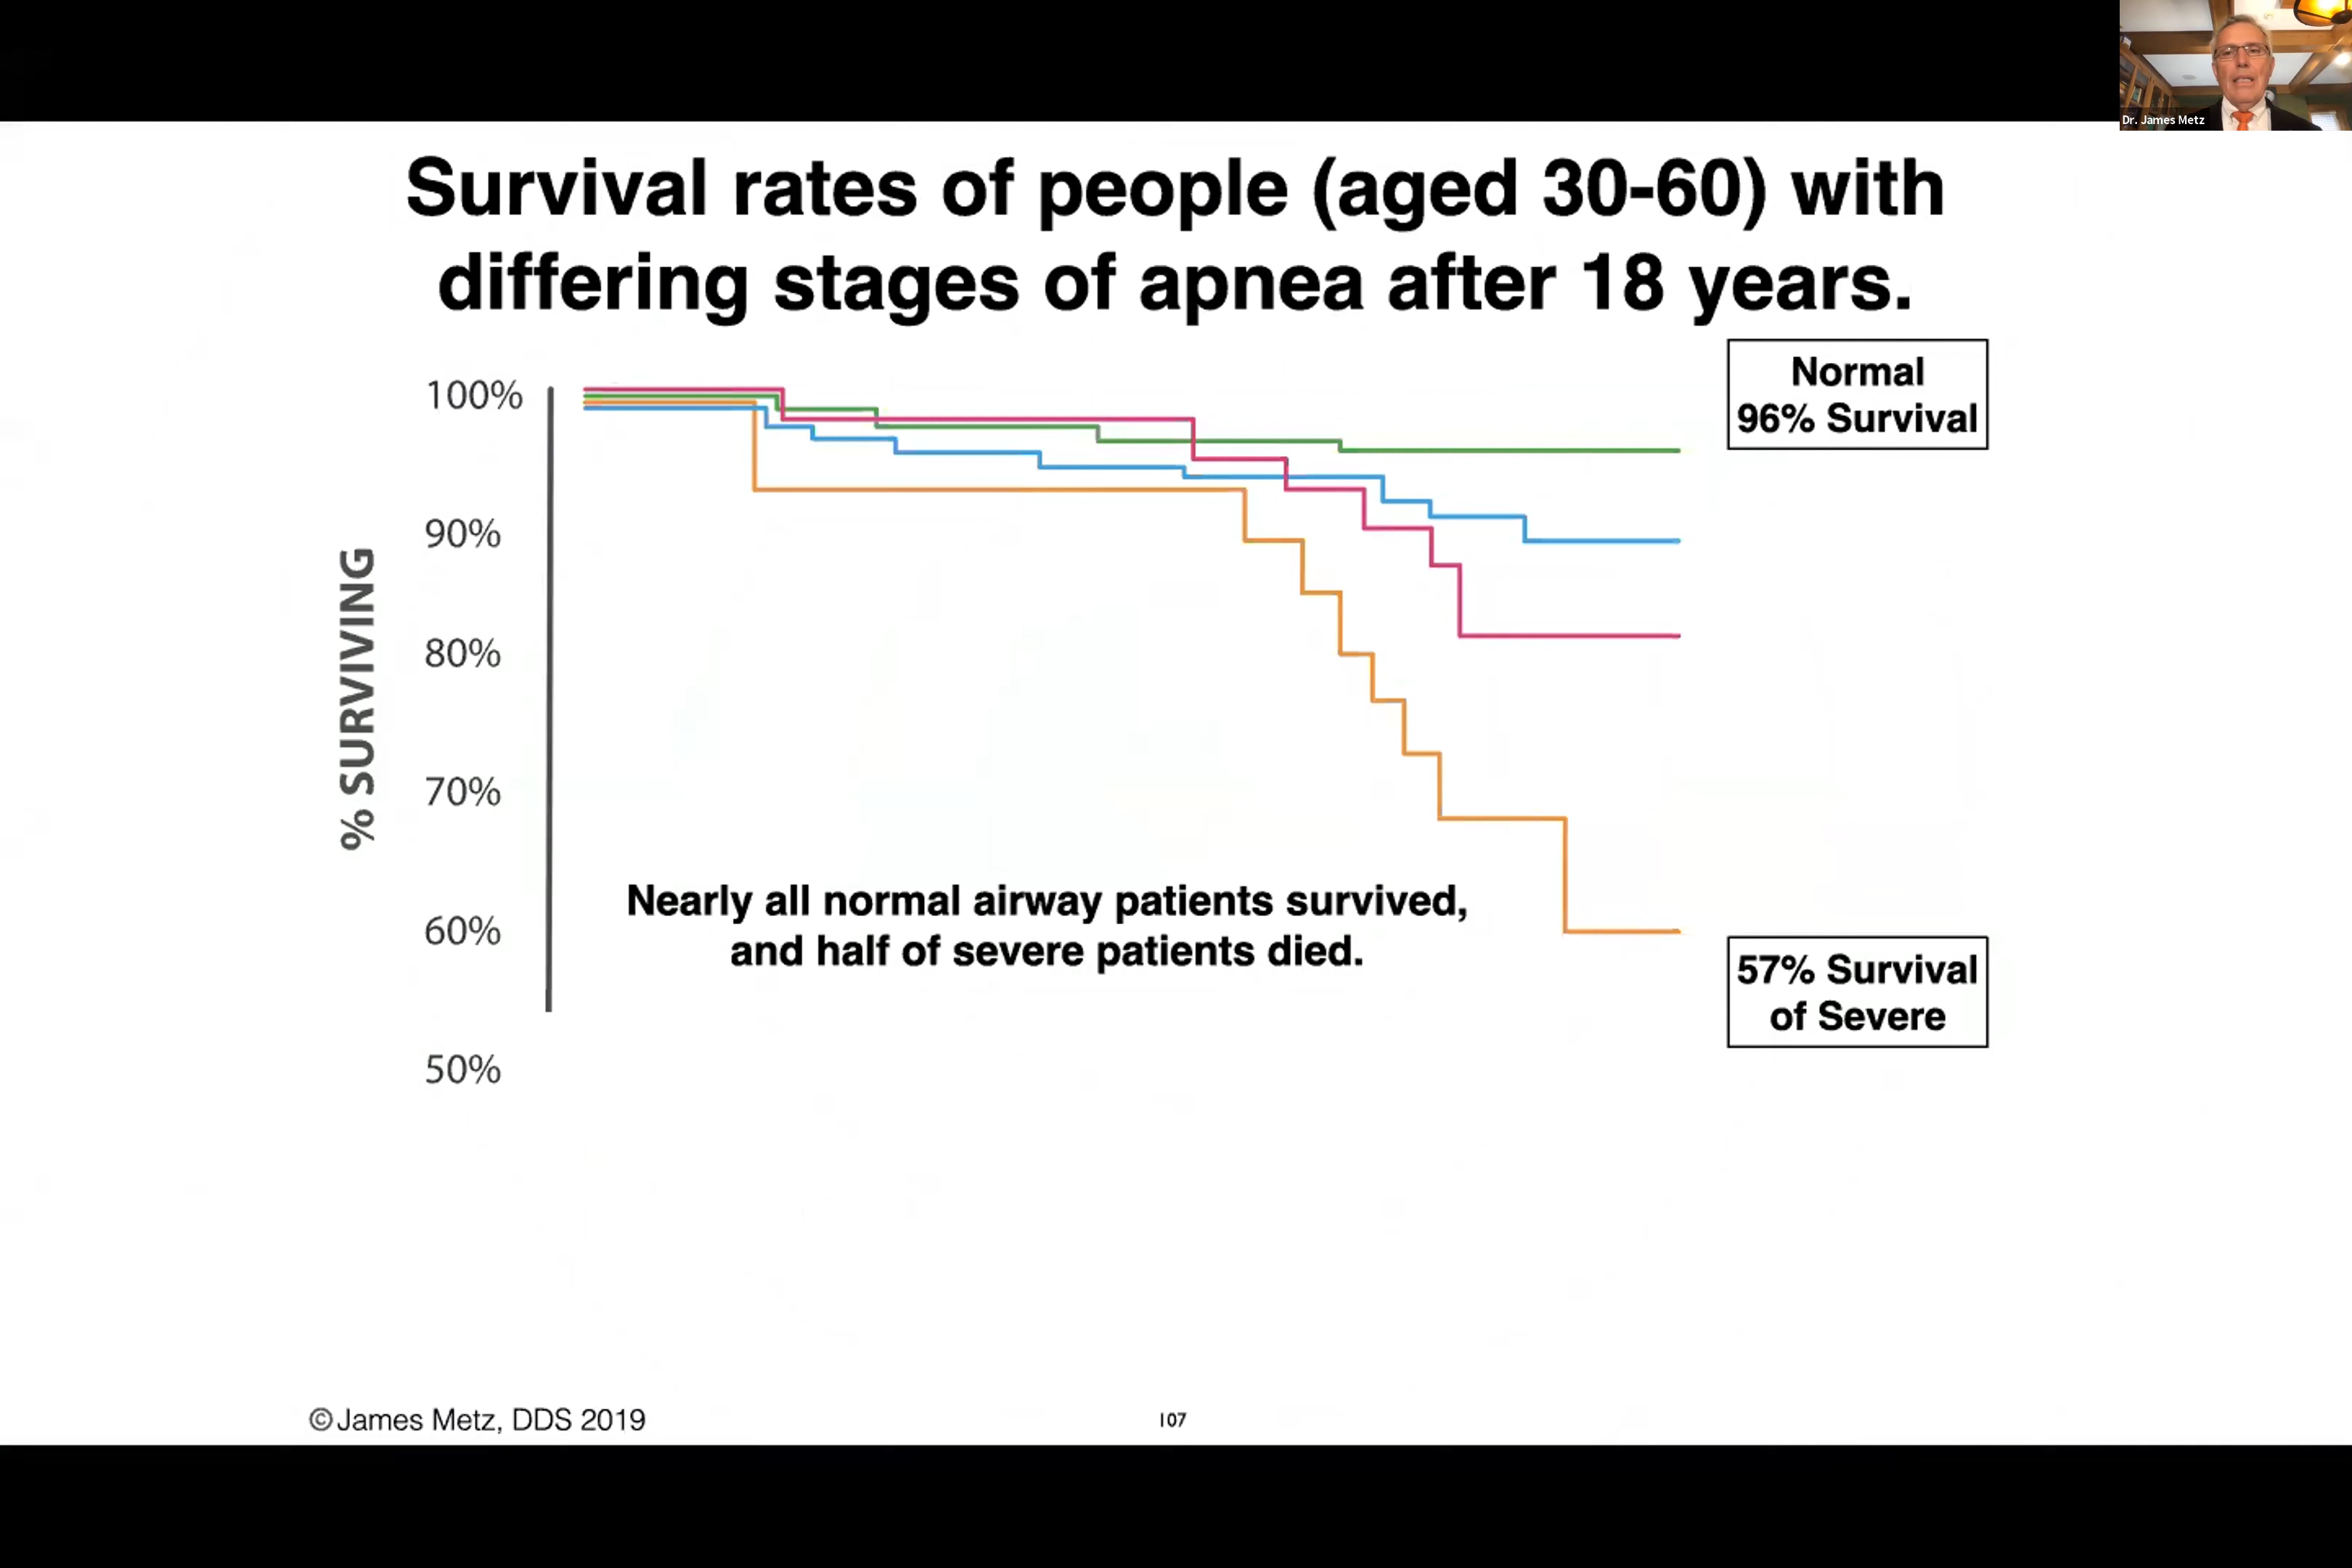 Dr. James Metz
Survival rates of people (aged 30-60) with
differing stages of apnea after 18 years.
Normal
96% Survival
100%
90%
80%
70%
60%
50%
% SURVIVING
Nearly all normal airway patients survived,
and half of severe patients died.
57% Survival
of Severe
©James Metz, DDS 2019
107